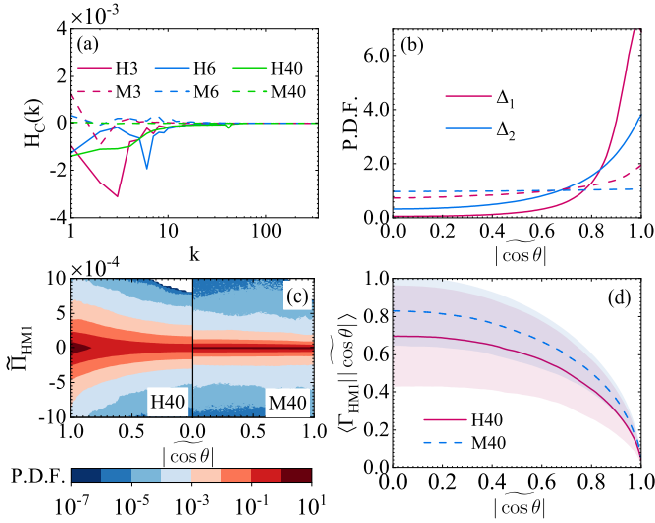 ×10⁻³
4
2
0
-2
-4
H_C(k)
(a)
H3 H6 H40
M3 M6 M40
1 10 100
k
6.0
4.0
2.0
0.0
P.D.F.
(b)
Δ₁
Δ₂
0.0 0.2 0.4 0.6 0.8 1.0
|cos θ|
×10⁻⁴
10
5
0
-5
-10
Π̃_HM1
(c)
H40 M40
1.0 0.5 0.0 0.5 1.0
|cos θ|
P.D.F.
10⁻⁷ 10⁻⁵ 10⁻³ 10⁻¹ 10¹
1.0
0.8
0.6
0.4
0.2
0.0
⟨Γ_HM1||cos θ|⟩
(d)
H40
M40
0.0 0.2 0.4 0.6 0.8 1.0
|cos θ|